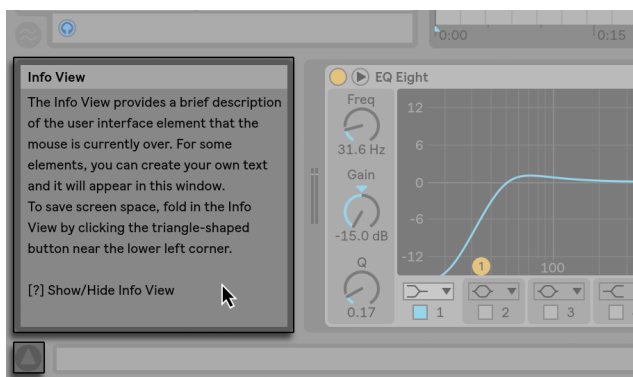 0:00
0:15
Info View
The Info View provides a brief description
of the user interface element that the
mouse is currently over. For some
elements, you can create your own text
and it will appear in this window.
To save screen space, fold in the Info
View by clicking the triangle-shaped
button near the lower left corner.
[?] Show/Hide Info View
EQ Eight
Freq
31.6 Hz
Gain
-15.0 dB
Q
0.17
12
6
0
-6
-12
1
100
1
2
3
4